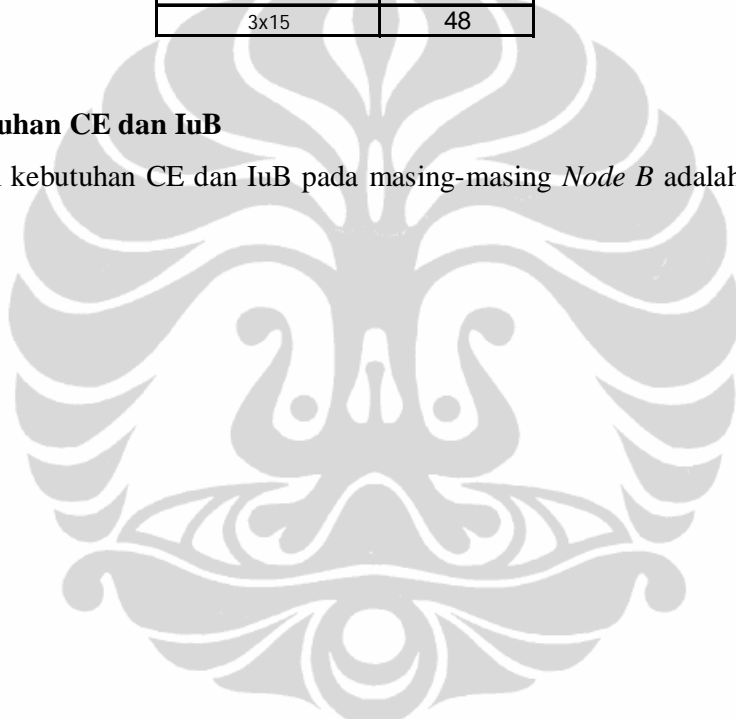 3x15 48
uhan CE dan IuB
kebutuhan CE dan IuB pada masing-masing Node B adalah